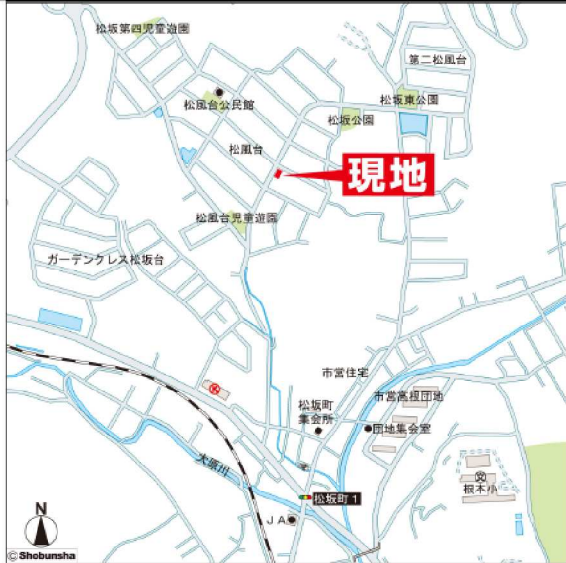 松坂第四児童遊園
第二松風台
松風台公民館
松坂東公園
松坂公園
松風台
現地
松風台児童遊園
ガーデンクレス松坂台
市営住宅
市営高根団地
松坂町
集会所
団地集会室
大原川
文
根本小
松坂町1
JA
N
©Shobunsha